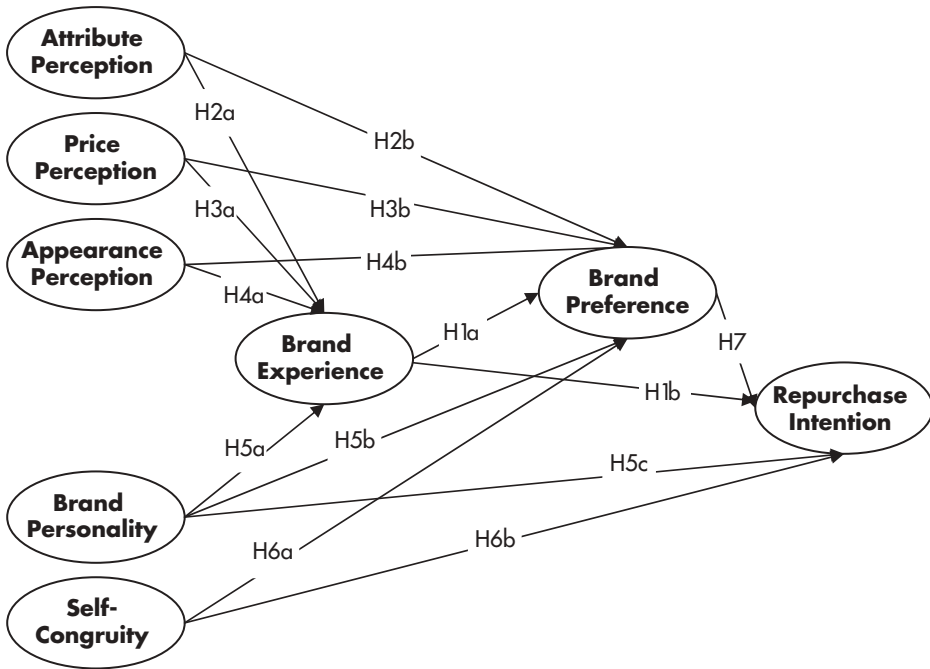 Attribute
Perception
H2a
H2b
Price
Perception
H3a
H3b
Appearance
Perception
H4b
H4a
Brand
Preference
Brand
Experience
H1a
H7
H1b
Repurchase
Intention
H5a
H5b
H5c
Brand
Personality
H6a
H6b
Self-
Congruity